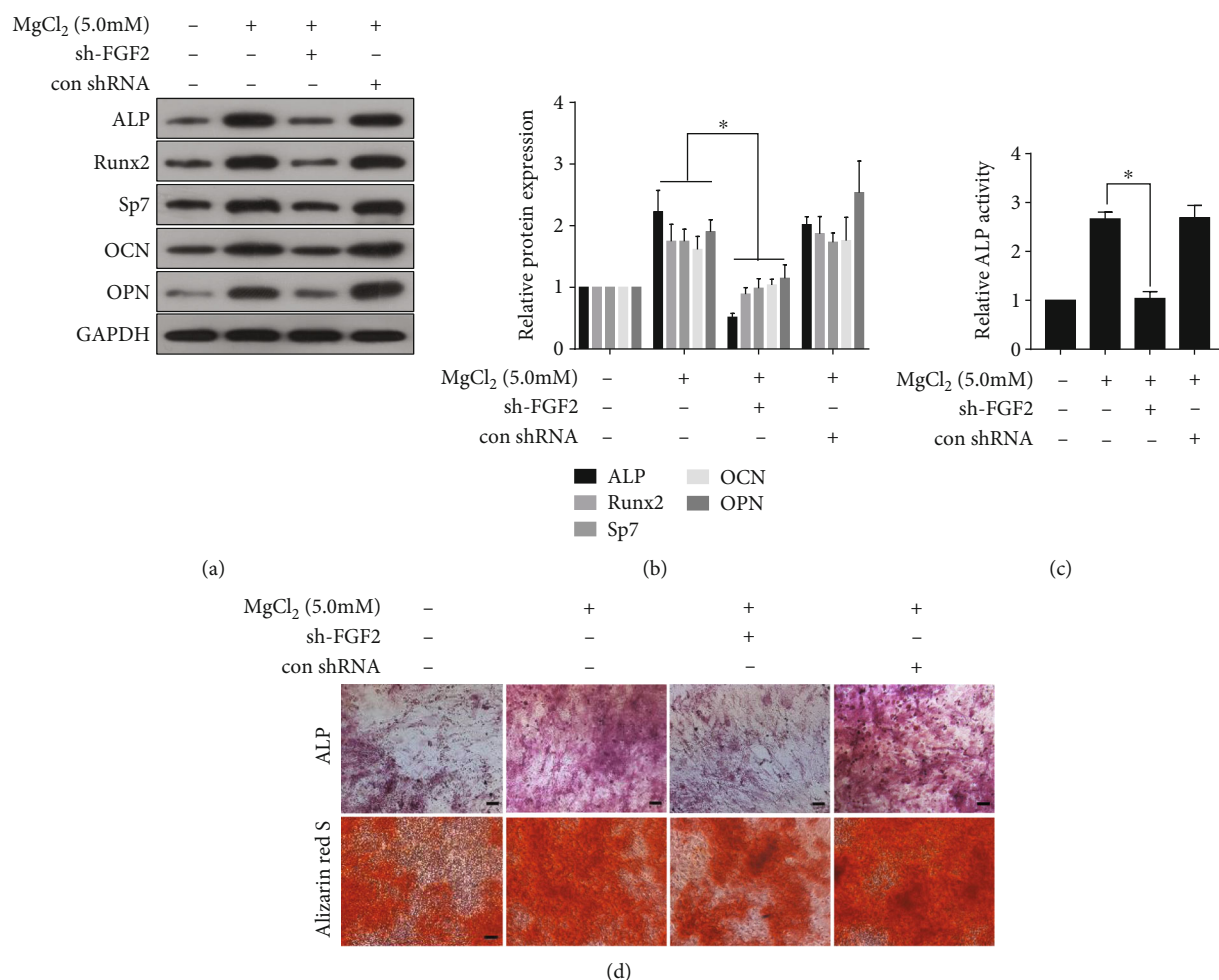 MgCl2 (5.0mM) – + + +
sh-FGF2 – – + –
con shRNA – – – +
ALP
Runx2
Sp7
OCN
OPN
GAPDH
(a)
Relative protein expression
4
3
2
1
0
*
MgCl2 (5.0mM) – + + +
sh-FGF2 – – + –
con shRNA – – – +
ALP OCN
Runx2 OPN
Sp7
(b)
Relative ALP activity
4
3
2
1
0
*
MgCl2 (5.0mM) – + + +
sh-FGF2 – – + –
con shRNA – – – +
(c)
MgCl2 (5.0mM) – + + +
sh-FGF2 – – + –
con shRNA – – – +
ALP
Alizarin red S
(d)